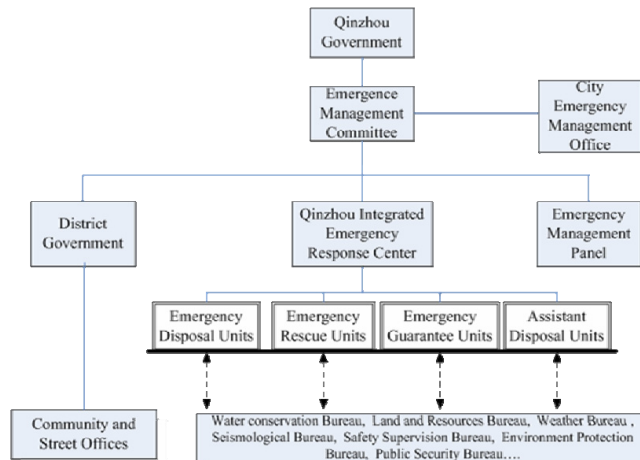 Qinzhou
Government
Emergence
Management
Committee
City
Emergency
Management
Office
District
Government
Qinzhou Integrated
Emergency
Response Center
Emergency
Management
Panel
Emergency
Disposal Units
Emergency
Rescue Units
Emergency
Guarantee Units
Assistant
Disposal Units
Community and
Street Offices
Water conservation Bureau, Land and Resources Bureau, Weather Bureau ,
Seismological Bureau, Safety Supervision Bureau, Environment Protection
Bureau, Public Security Bureau....